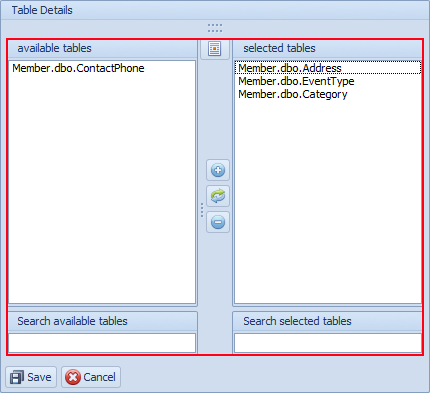 Table Details
available tables
selected tables
Member.dbo.ContactPhone
Member.dbo.Address
Member.dbo.EventType
Member.dbo.Category
Search available tables
Search selected tables
Save
Cancel